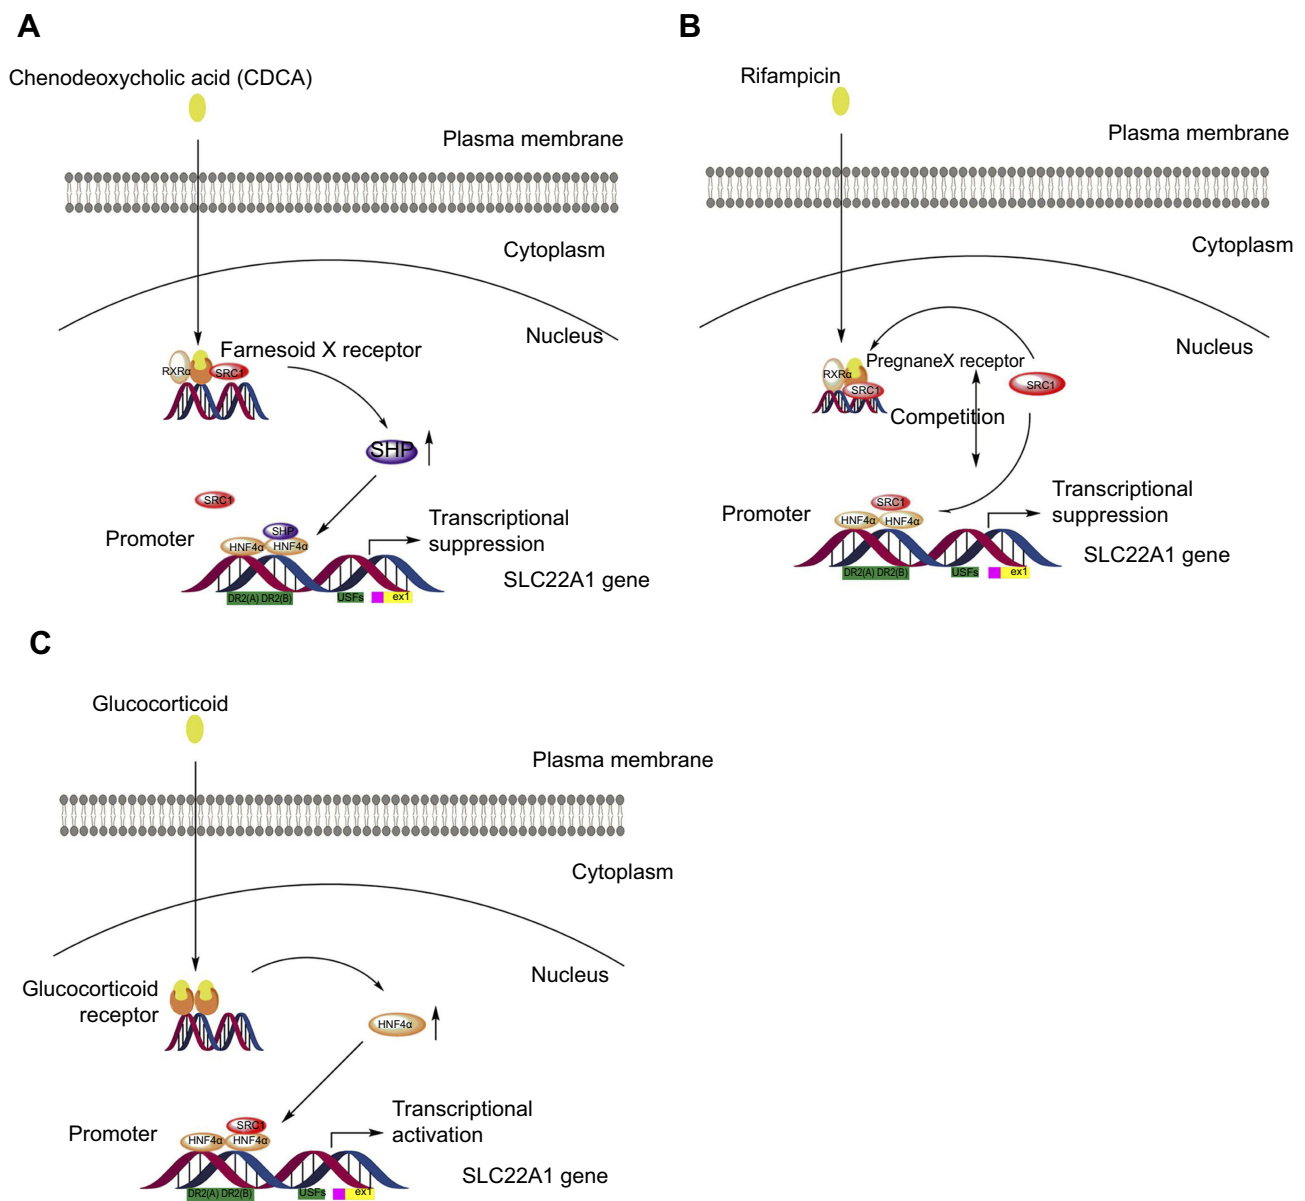 A
Chenodeoxycholic acid (CDCA)
Plasma membrane
Cytoplasm
Nucleus
Farnesoid X receptor
RXRα
SRC1
SHP
SRC1
SHP
Promoter
HNF4α
HNF4α
Transcriptional
suppression
SLC22A1 gene
DR2(A) DR2(B)
USFs
ex1
B
Rifampicin
Plasma membrane
Cytoplasm
Nucleus
PregnaneX receptor
RXRα
SRC1
SRC1
Competition
Promoter
SRC1
HNF4α
HNF4α
Transcriptional
suppression
SLC22A1 gene
DR2(A) DR2(B)
USFs
ex1
C
Glucocorticoid
Plasma membrane
Cytoplasm
Nucleus
Glucocorticoid
receptor
HNF4α
Promoter
SRC1
HNF4α
HNF4α
Transcriptional
activation
SLC22A1 gene
DR2(A) DR2(B)
USFs
ex1